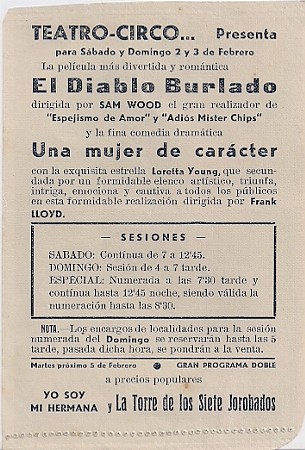 TEATRO-CIRCO... Presenta
para Sábado y Domingo 2 y 3 de Febrero
La película más divertida y romántica
El Diablo Burlado
dirigida por SAM WOOD el gran realizador de
"Espejismo de Amor" y "Adiós Mister Chips"
y la fina comedia dramática
Una mujer de carácter
con la exquisita estrella Loretta Young, que secun-
dada por un formidable elenco artístico, triunfa,
intriga, emociona y cautiva a todos los públicos
en esta formidable realización dirigida por Frank
LLOYD.
— SESIONES —
SABADO: Contínua de 7 a 12'45.
DOMINGO: Sesión de 4 a 7 tarde.
ESPECIAL: Numerada a las 7'30 tarde y
contínua hasta 12'45 noche, siendo válida la
numeración hasta las 8'30.
NOTA.—Los encargos de localidades para la sesión
numerada del Domingo se reservarán hasta las 5
tarde, pasada dicha hora, se pondrán a la venta.
Martes próximo 5 de Febrero • GRAN PROGRAMA DOBLE
a precios populares
YO SOY
MI HERMANA y La Torre de los Siete Jorobados